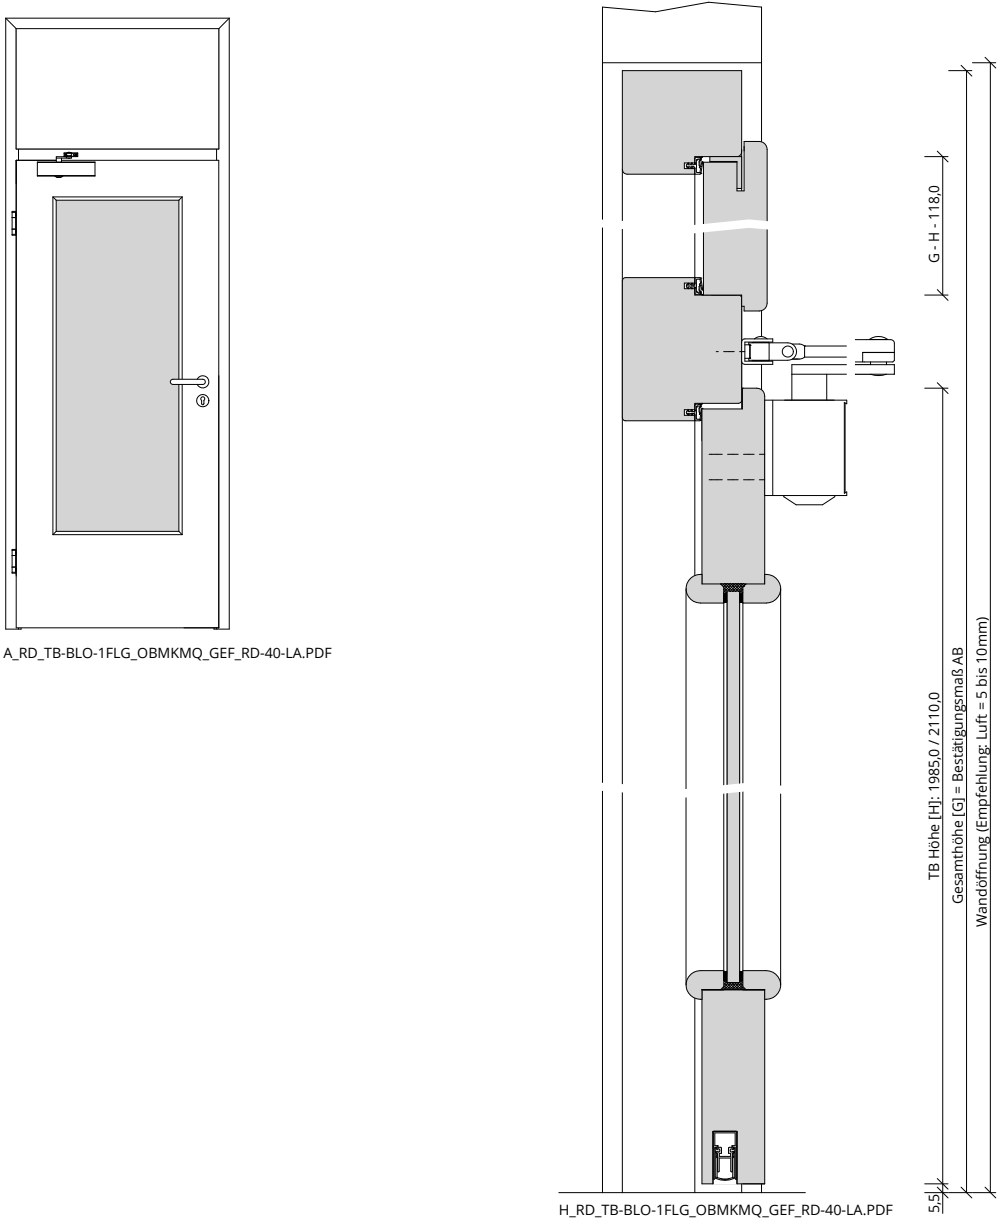 A_RD_TB-BLO-1FLG_OBMKMQ_GEF_RD-40-LA.PDF
G - H - 118,0
TB Höhe [H]: 1985,0 / 2110,0
Gesamthöhe [G] = Bestätigungsmaß AB
Wandöffnung (Empfehlung: Luft = 5 bis 10mm)
5,5
H_RD_TB-BLO-1FLG_OBMKMQ_GEF_RD-40-LA.PDF